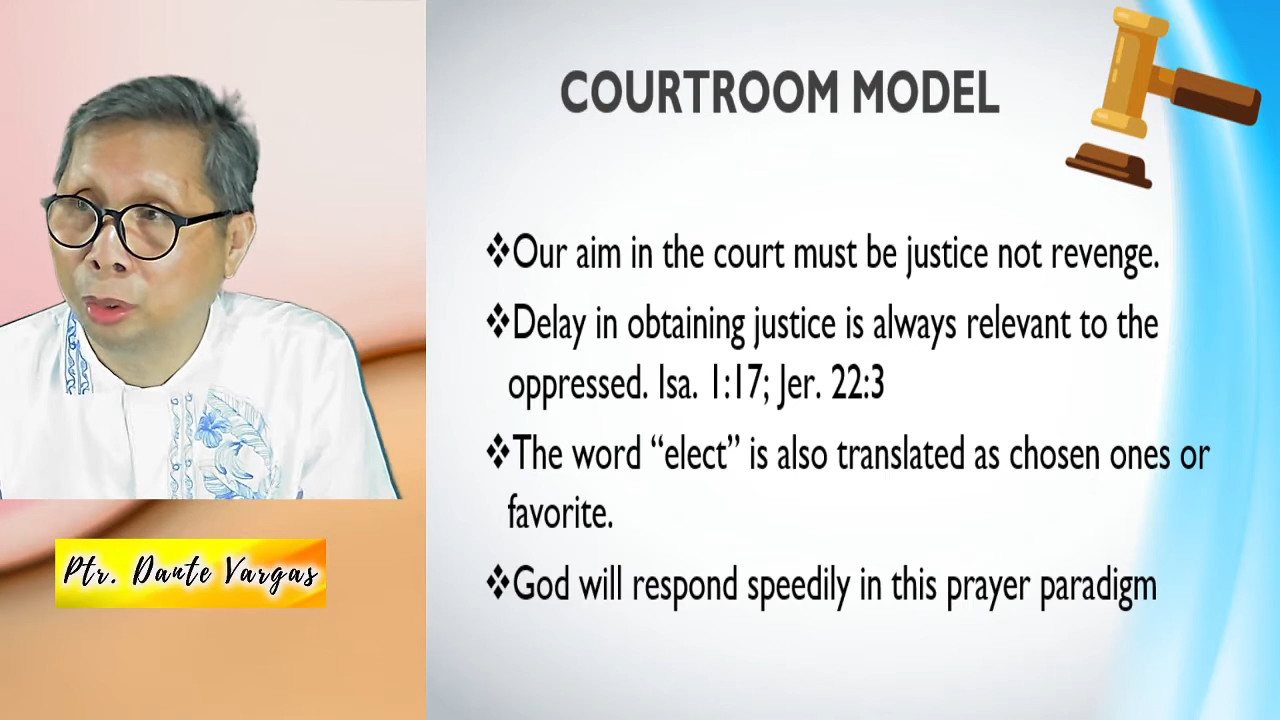 COURTROOM MODEL
❖Our aim in the court must be justice not revenge.
❖Delay in obtaining justice is always relevant to the
oppressed. Isa. 1:17; Jer. 22:3
❖The word “elect” is also translated as chosen ones or
favorite.
❖God will respond speedily in this prayer paradigm
Ptr. Dante Vargas